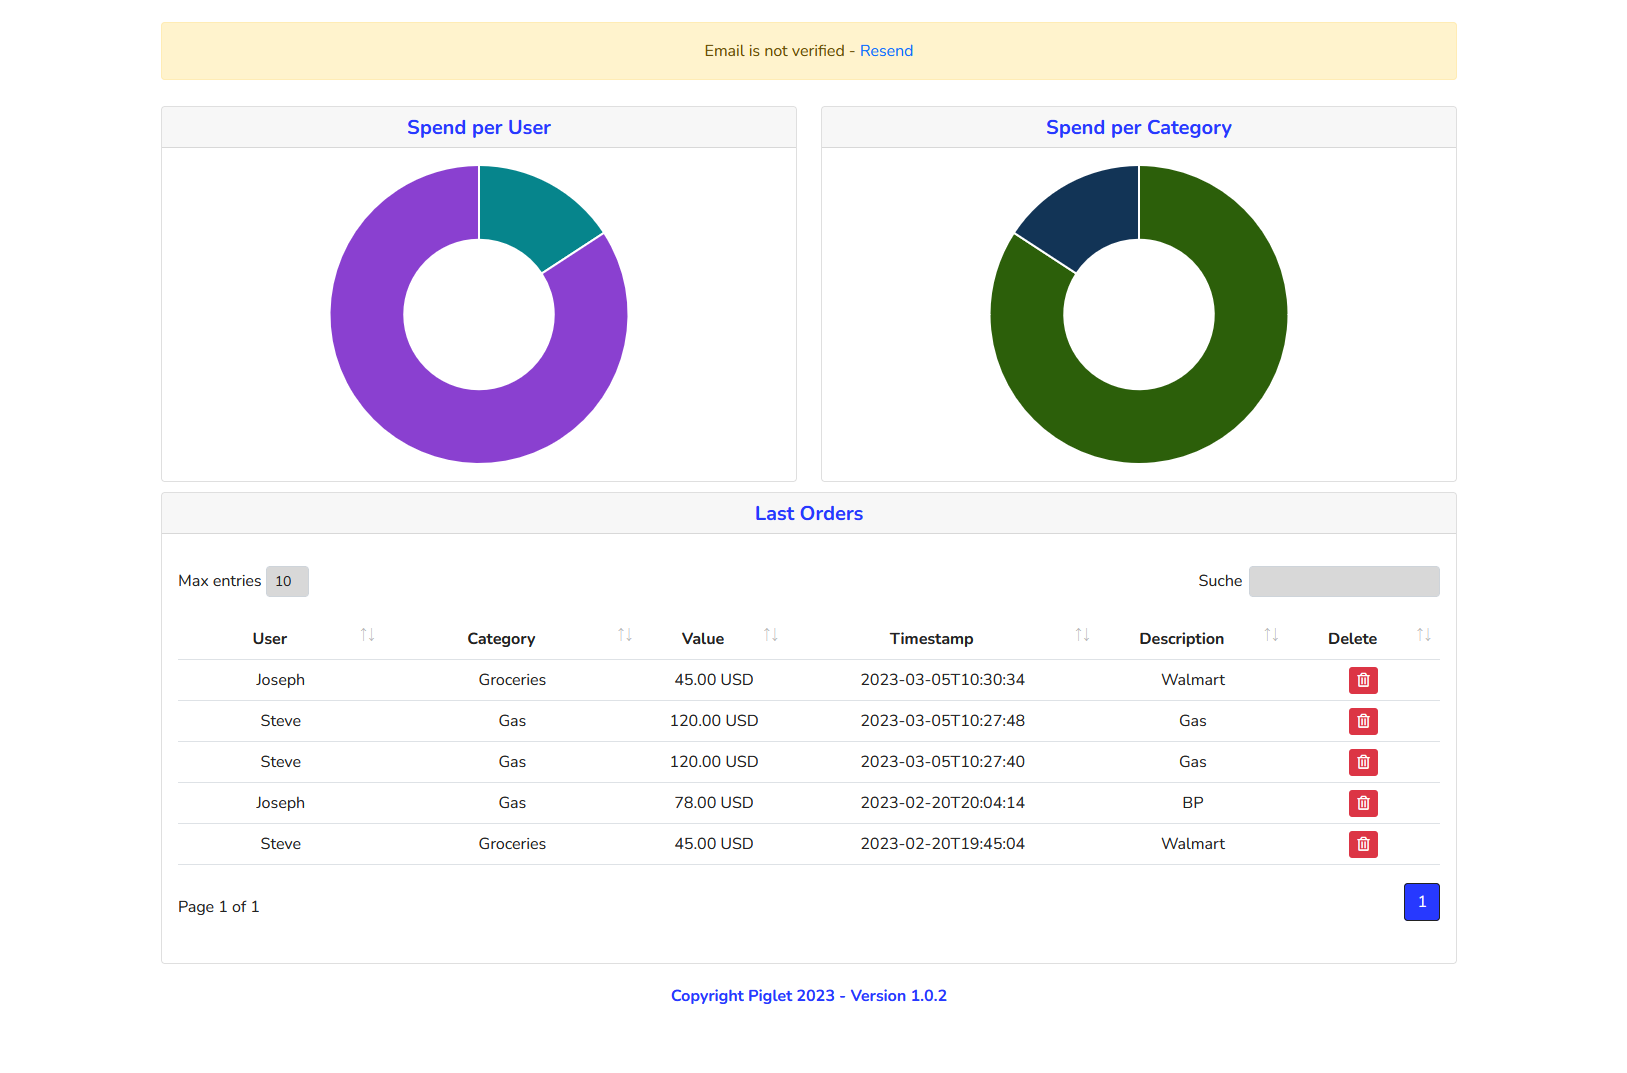 Email is not verified - Resend
Spend per User
Spend per Category
Last Orders
Max entries 10
Suche
User Category Value Timestamp Description Delete
Joseph Groceries 45.00 USD 2023-03-05T10:30:34 Walmart
Steve Gas 120.00 USD 2023-03-05T10:27:48 Gas
Steve Gas 120.00 USD 2023-03-05T10:27:40 Gas
Joseph Gas 78.00 USD 2023-02-20T20:04:14 BP
Steve Groceries 45.00 USD 2023-02-20T19:45:04 Walmart
Page 1 of 1
1
Copyright Piglet 2023 - Version 1.0.2